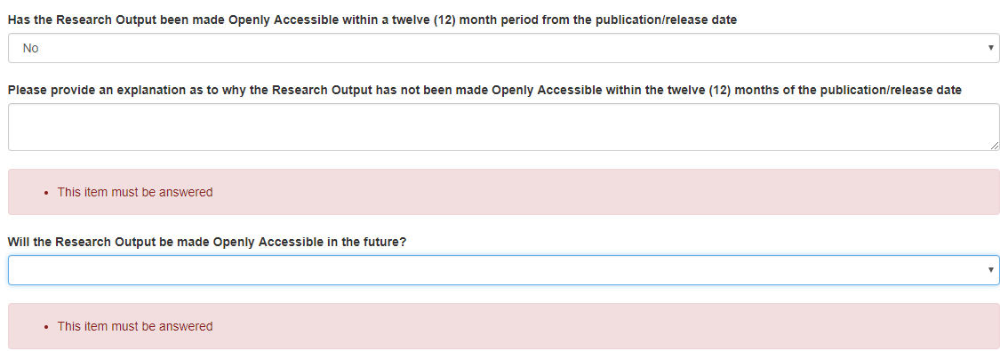 Has the Research Output been made Openly Accessible within a twelve (12) month period from the publication/release date
No
Please provide an explanation as to why the Research Output has not been made Openly Accessible within the twelve (12) months of the publication/release date
• This item must be answered
Will the Research Output be made Openly Accessible in the future?
• This item must be answered